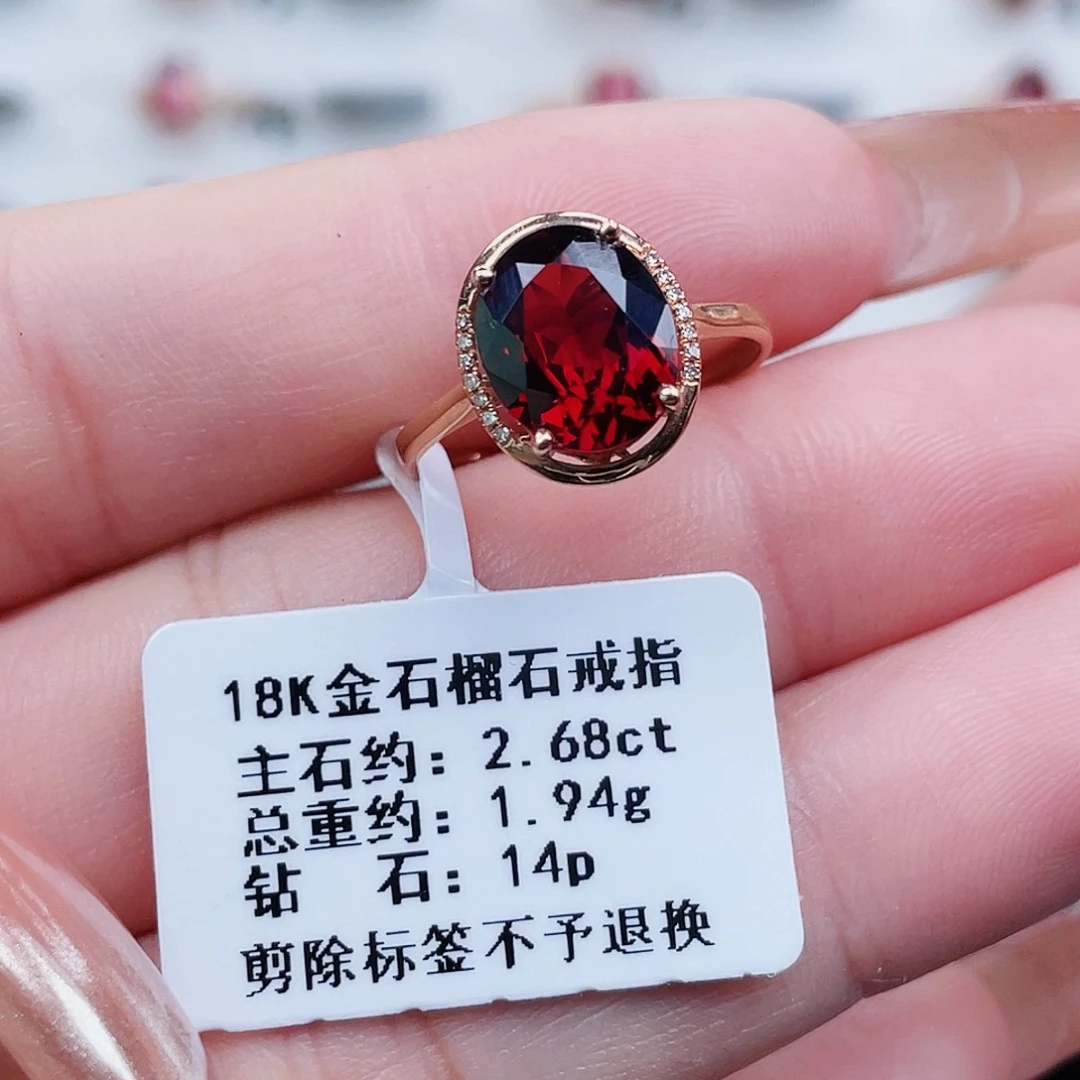 18K金石榴石戒指
主石约：2.68ct
总重约：1.94g
钻 石：14p
剪除标签不予退换